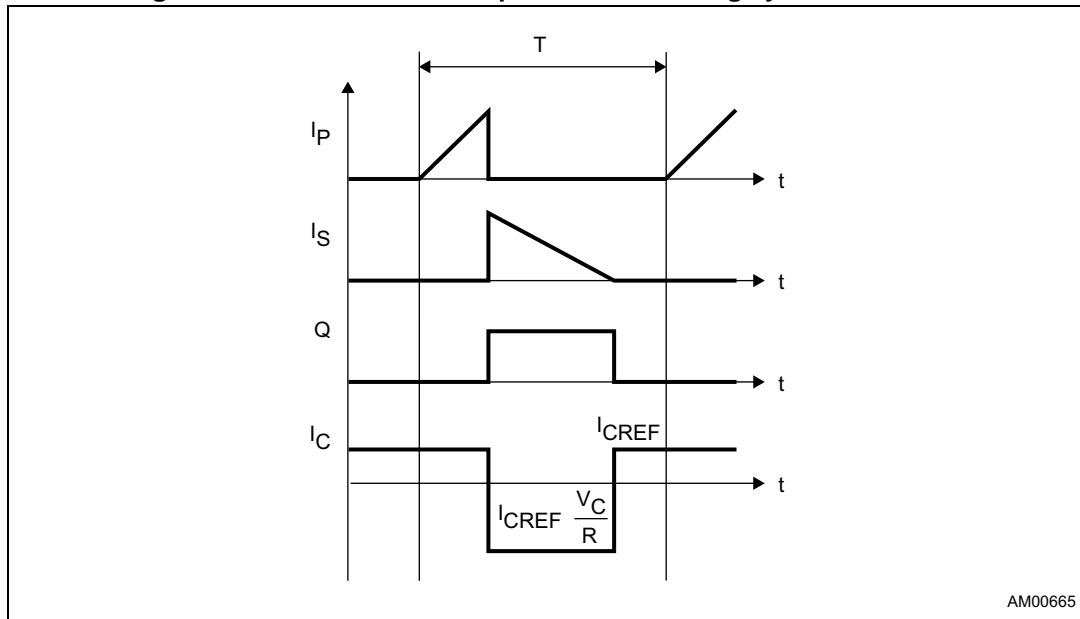 T
I_P
t
I_S
t
Q
t
I_C
I_CREF
t
I_CREF V_C/R
AM00665